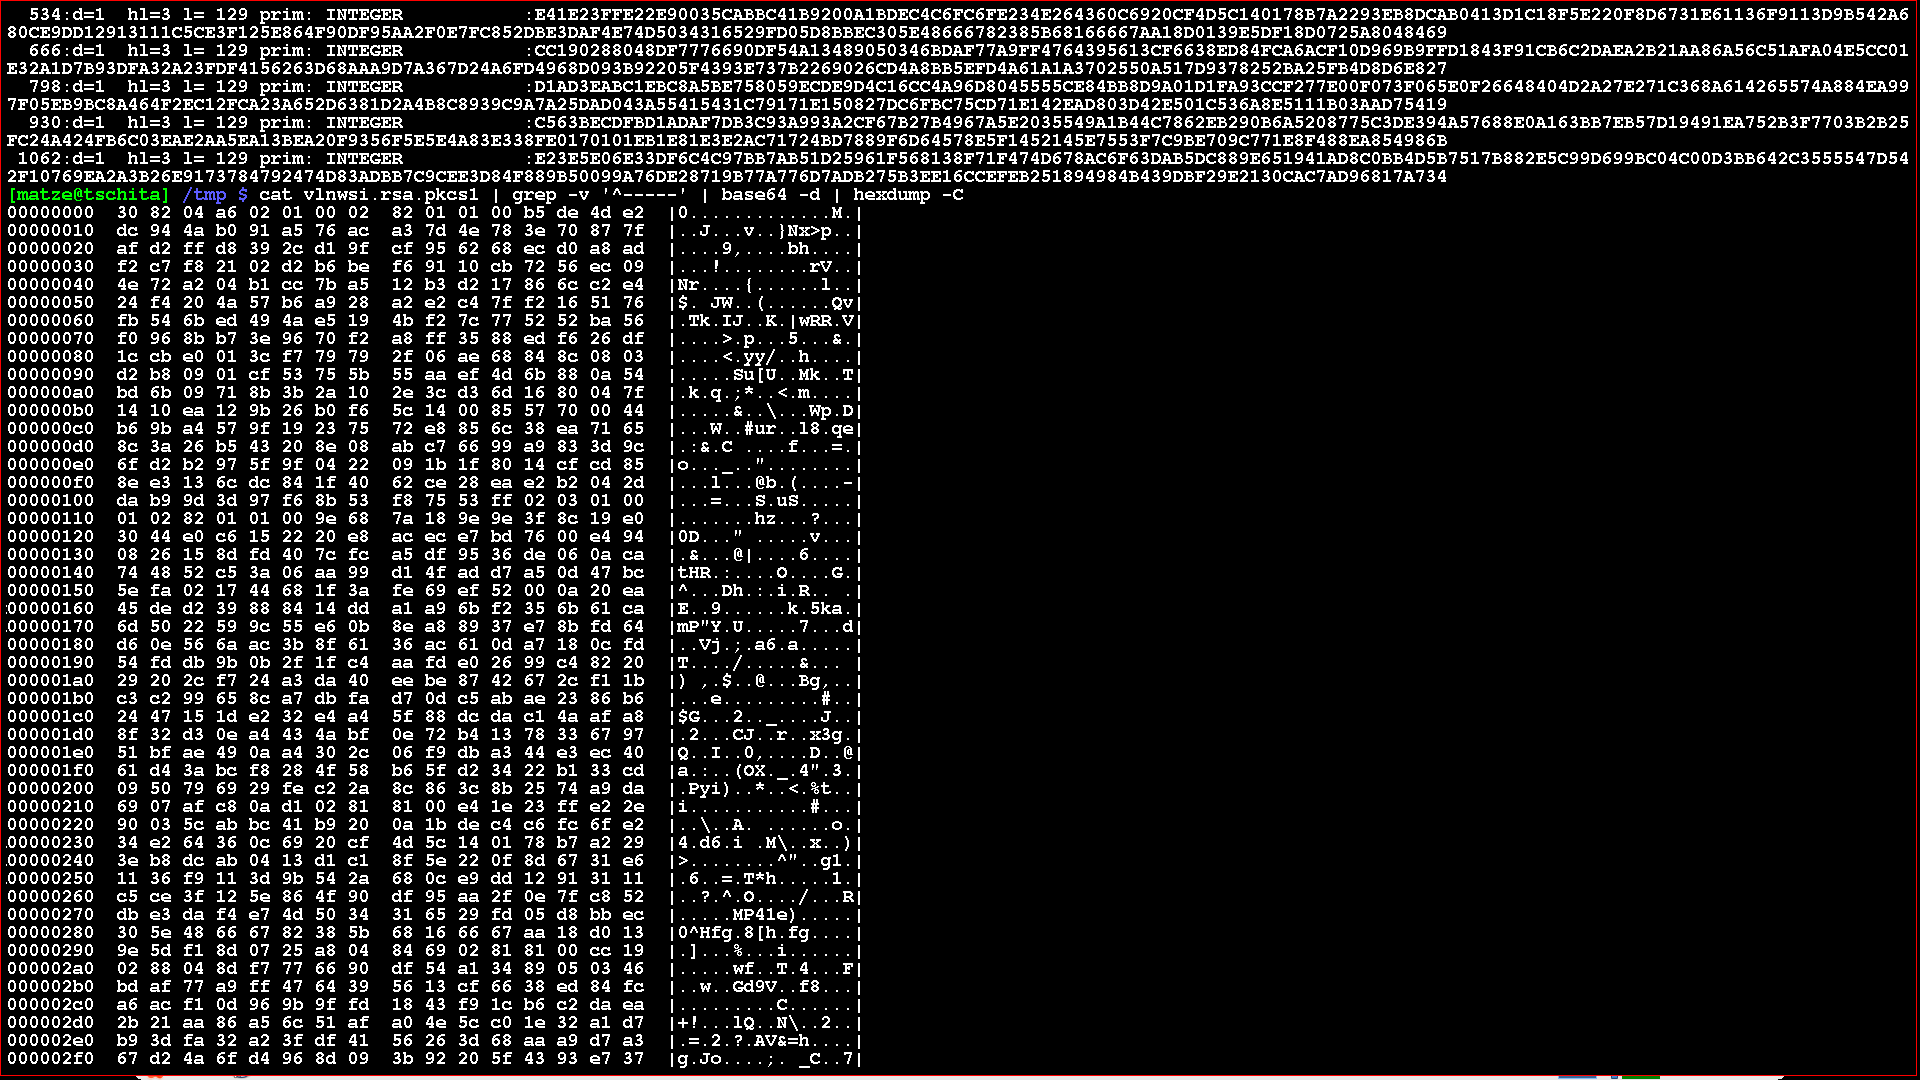 534:d=1  hl=3 l= 129 prim: INTEGER           :E41E23FFE22E90035CABBC41B9200A1BDEC4C6FC6FE234E264360C6920CF4D5C140178B7A2293EB8DCAB0413D1C18F5E220F8D6731E61136F9113D9B542A6
80CE9DD12913111C5CE3F125E864F90DF95AA2F0E7FC852DBE3DAF4E74D5034316529FD05D8BBEC305E48666782385B68166667AA18D0139E5DF18D0725A8048469
666:d=1  hl=3 l= 129 prim: INTEGER           :CC190288048DF7776690DF54A13489050346BDAF77A9FF4764395613CF6638ED84FCA6ACF10D969B9FFD1843F91CB6C2DAEA2B21AA86A56C51AFA04E5CC01
E32A1D7B93DFA32A23FDF4156263D68AAA9D7A367D24A6FD4968D093B92205F4393E737B2269026CD4A8BB5EFD4A61A1A3702550A517D9378252BA25FB4D8D6E827
798:d=1  hl=3 l= 129 prim: INTEGER           :D1AD3EABC1EBC8A5BE758059ECDE9D4C16CC4A96D8045555CE84BB8D9A01D1FA93CCF277E00F073F065E0F26648404D2A27E271C368A614265574A884EA99
7F05EB9BC8A464F2EC12FCA23A652D6381D2A4B8C8939C9A7A25DAD043A55415431C79171E150827DC6FBC75CD71E142EAD803D42E501C536A8E5111B03AAD75419
930:d=1  hl=3 l= 129 prim: INTEGER           :C563BECDFBD1ADAF7DB3C93A993A2CF67B27B4967A5E2035549A1B44C7862EB290B6A5208775C3DE394A57688E0A163BB7EB57D19491EA752B3F7703B2B25
FC24A424FB6C03EAE2AA5EA13BEA20F9356F5E5E4A83E338FE0170101EB1E81E3E2AC71724BD7889F6D64578E5F1452145E7553F7C9BE709C771E8F488EA854986B
1062:d=1  hl=3 l= 129 prim: INTEGER           :E23E5E06E33DF6C4C97BB7AB51D25961F568138F71F474D678AC6F63DAB5DC889E651941AD8C0BB4D5B7517B882E5C99D699BC04C00D3BB642C3555547D54
2F10769EA2A3B26E9173784792474D83ADBB7C9CEE3D84F889B50099A76DE28719B77A776D7ADB275B3EE16CCEFEB251894984B439DBF29E2130CAC7AD96817A734
[matze@tschita] /tmp $ cat vlnwsi.rsa.pkcs1 | grep -v '^-----' | base64 -d | hexdump -C
00000000  30 82 04 a6 02 01 00 02  82 01 01 00 b5 de 4d e2  |0.............M.|
00000010  dc 94 4a b0 91 a5 76 ac  a3 7d 4e 78 3e 70 87 7f  |..J...v..}Nx>p..|
00000020  af d2 ff d8 39 2c d1 9f  cf 95 62 68 ec d0 a8 ad  |....9,....bh....|
00000030  f2 c7 f8 21 02 d2 b6 be  f6 91 10 cb 72 56 ec 09  |...!........rV..|
00000040  4e 72 a2 04 b1 cc 7b a5  12 b3 d2 17 86 6c c2 e4  |Nr....{......l..|
00000050  24 f4 20 4a 57 b6 a9 28  a2 e2 c4 7f f2 16 51 76  |$. JW..(......Qv|
00000060  fb 54 6b ed 49 4a e5 19  4b f2 7c 77 52 52 ba 56  |.Tk.IJ..K.|wRR.V|
00000070  f0 96 8b b7 3e 96 70 f2  a8 ff 35 88 ed f6 26 df  |....>.p...5...&.|
00000080  1c cb e0 01 3c f7 79 79  2f 06 ae 68 84 8c 08 03  |....<.yy/..h....|
00000090  d2 b8 09 01 cf 53 75 5b  55 aa ef 4d 6b 88 0a 54  |.....Su[U..Mk..T|
000000a0  bd 6b 09 71 8b 3b 2a 10  2e 3c d3 6d 16 80 04 7f  |.k.q.;*..<.m....|
000000b0  14 10 ea 12 9b 26 b0 f6  5c 14 00 85 57 70 00 44  |.....&..\...Wp.D|
000000c0  b6 9b a4 57 9f 19 23 75  72 e8 85 6c 38 ea 71 65  |...W..#ur..l8.qe|
000000d0  8c 3a 26 b5 43 20 8e 08  ab c7 66 99 a9 83 3d 9c  |.:&.C ....f...=.|
000000e0  6f d2 b2 97 5f 9f 04 22  09 1b 1f 80 14 cf cd 85  |o..._.."........|
000000f0  8e e3 13 6c dc 84 1f 40  62 ce 28 ea e2 b2 04 2d  |...l...@b.(....-|
00000100  da b9 9d 3d 97 f6 8b 53  f8 75 53 ff 02 03 01 00  |...=...S.uS.....|
00000110  01 02 82 01 01 00 9e 68  7a 18 9e 9e 3f 8c 19 e0  |.......hz...?...|
00000120  30 44 e0 c6 15 22 20 e8  ac ec e7 bd 76 00 e4 94  |0D..." .....v...|
00000130  08 26 15 8d fd 40 7c fc  a5 df 95 36 de 06 0a ca  |.&...@|....6....|
00000140  74 48 52 c5 3a 06 aa 99  d1 4f ad d7 a5 0d 47 bc  |tHR.:....O....G.|
00000150  5e fa 02 17 44 68 1f 3a  fe 69 ef 52 00 0a 20 ea  |^...Dh.:.i.R.. .|
00000160  45 de d2 39 88 84 14 dd  a1 a9 6b f2 35 6b 61 ca  |E..9......k.5ka.|
00000170  6d 50 22 59 9c 55 e6 0b  8e a8 89 37 e7 8b fd 64  |mP"Y.U.....7...d|
00000180  d6 0e 56 6a ac 3b 8f 61  36 ac 61 0d a7 18 0c fd  |..Vj.;.a6.a.....|
00000190  54 fd db 9b 0b 2f 1f c4  aa fd e0 26 99 c4 82 20  |T..../.....&... |
000001a0  29 20 2c f7 24 a3 da 40  ee be 87 42 67 2c f1 1b  |) ,.$..@...Bg,..|
000001b0  c3 c2 99 65 8c a7 db fa  d7 0d c5 ab ae 23 86 b6  |...e.........#..|
000001c0  24 47 15 1d e2 32 e4 a4  5f 88 dc da c1 4a af a8  |$G...2.._....J..|
000001d0  8f 32 d3 0e a4 43 4a bf  0e 72 b4 13 78 33 67 97  |.2...CJ..r..x3g.|
000001e0  51 bf ae 49 0a a4 30 2c  06 f9 db a3 44 e3 ec 40  |Q..I..0,....D..@|
000001f0  61 d4 3a bc f8 28 4f 58  b6 5f d2 34 22 b1 33 cd  |a.:..(OX._.4".3.|
00000200  09 50 79 69 29 fe c2 2a  8c 86 3c 8b 25 74 a9 da  |.Pyi)..*..<.%t..|
00000210  69 07 af c8 0a d1 02 81  81 00 e4 1e 23 ff e2 2e  |i...........#...|
00000220  90 03 5c ab bc 41 b9 20  0a 1b de c4 c6 fc 6f e2  |..\..A. ......o.|
00000230  34 e2 64 36 0c 69 20 cf  4d 5c 14 01 78 b7 a2 29  |4.d6.i .M\..x..)|
00000240  3e b8 dc ab 04 13 d1 c1  8f 5e 22 0f 8d 67 31 e6  |>........^"..g1.|
00000250  11 36 f9 11 3d 9b 54 2a  68 0c e9 dd 12 91 31 11  |.6..=.T*h.....1.|
00000260  c5 ce 3f 12 5e 86 4f 90  df 95 aa 2f 0e 7f c8 52  |..?.^.O..../...R|
00000270  db e3 da f4 e7 4d 50 34  31 65 29 fd 05 d8 bb ec  |.....MP41e).....|
00000280  30 5e 48 66 67 82 38 5b  68 16 66 67 aa 18 d0 13  |0^Hfg.8[h.fg....|
00000290  9e 5d f1 8d 07 25 a8 04  84 69 02 81 81 00 cc 19  |.]...%...i......|
000002a0  02 88 04 8d f7 77 66 90  df 54 a1 34 89 05 03 46  |.....wf..T.4...F|
000002b0  bd af 77 a9 ff 47 64 39  56 13 cf 66 38 ed 84 fc  |..w..Gd9V..f8...|
000002c0  a6 ac f1 0d 96 9b 9f fd  18 43 f9 1c b6 c2 da ea  |.........C......|
000002d0  2b 21 aa 86 a5 6c 51 af  a0 4e 5c c0 1e 32 a1 d7  |+!...lQ..N\..2..|
000002e0  b9 3d fa 32 a2 3f df 41  56 26 3d 68 aa a9 d7 a3  |.=.2.?.AV&=h....|
000002f0  67 d2 4a 6f d4 96 8d 09  3b 92 20 5f 43 93 e7 37  |g.Jo....;. _C..7|